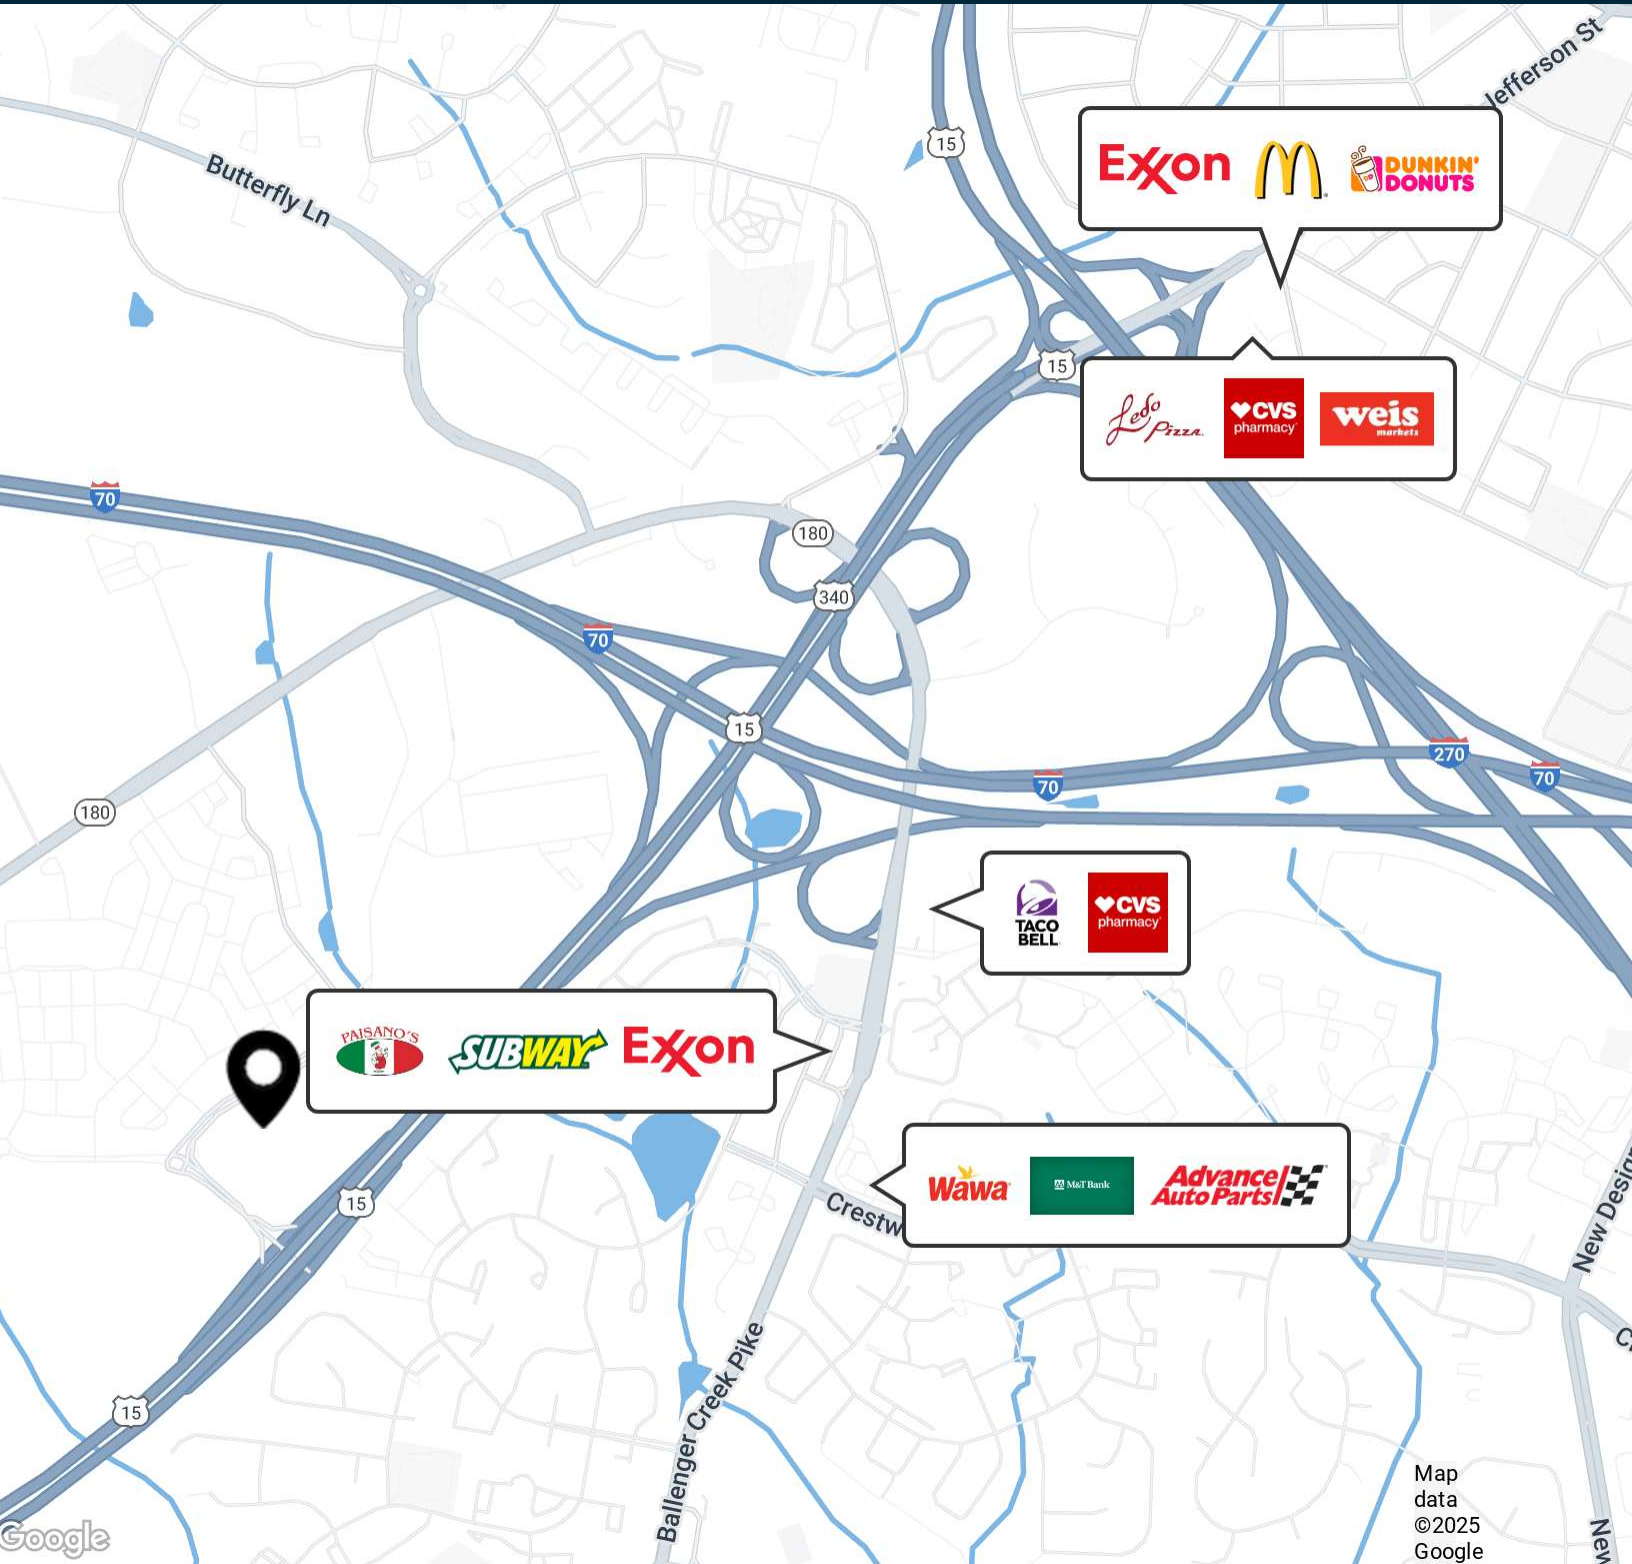 Jefferson St
15
Exxon
DUNKIN'
DONUTS
Butterfly Ln
15
Ledo
Pizza
CVS
pharmacy
weis
markets
70
180
340
70
15
270
70
70
180
TACO
BELL
CVS
pharmacy
PAISANO'S
SUBWAY
Exxon
Wawa
M&T Bank
Advance
Auto Parts
15
Crestw
New Design
15
Ballenger Creek Pike
Map
data
©2025
Google
Google
New